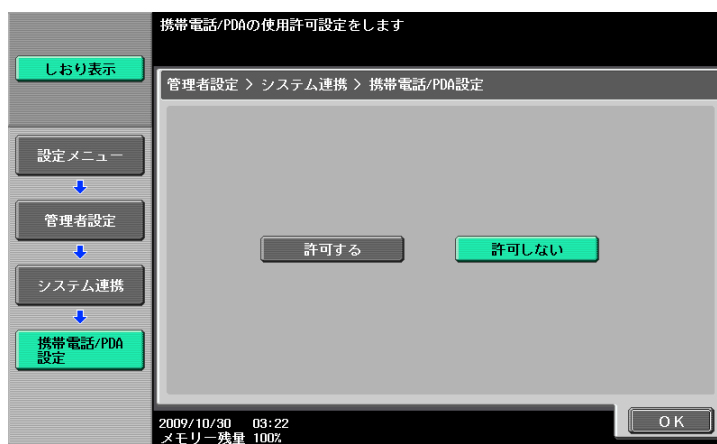 携帯電話/PDAの使用許可設定をします
しおり表示
管理者設定 > システム連携 > 携帯電話/PDA設定
設定メニュー
管理者設定
システム連携
携帯電話/PDA
設定
許可する
許可しない
2009/10/30 03:22
メモリー残量 100%
OK